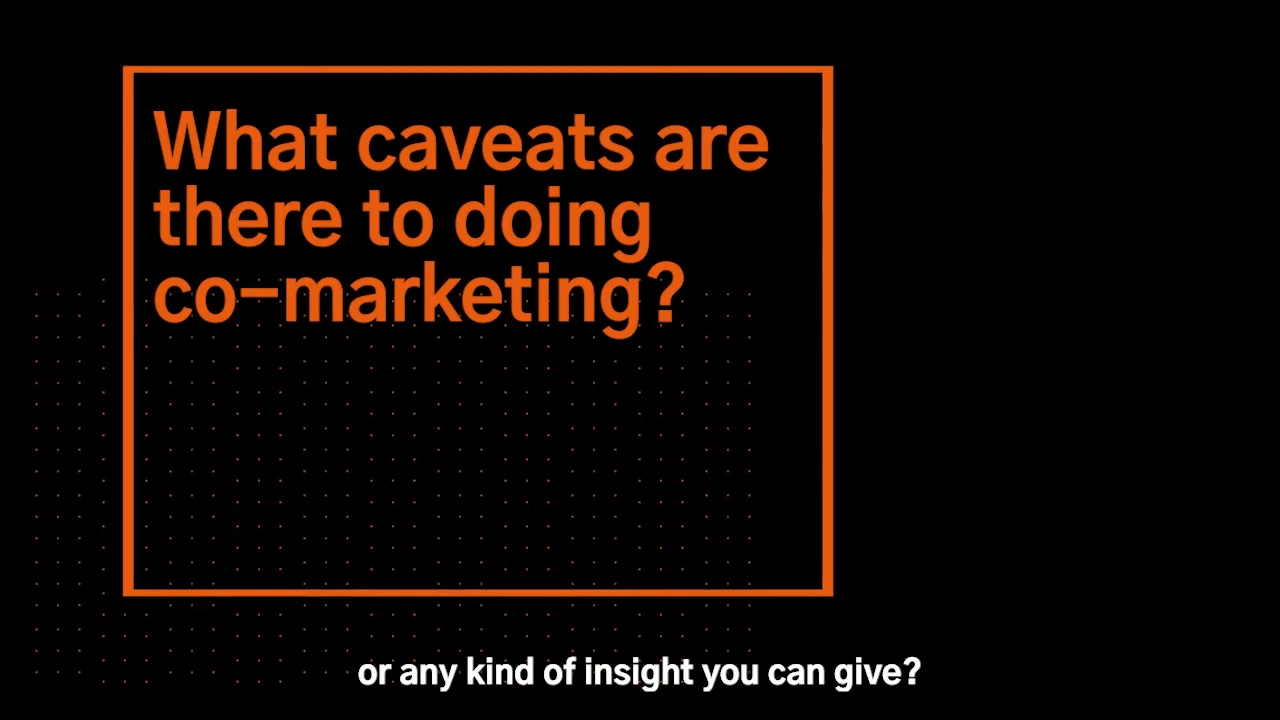 What caveats are
there to doing
co-marketing?
or any kind of insight you can give?